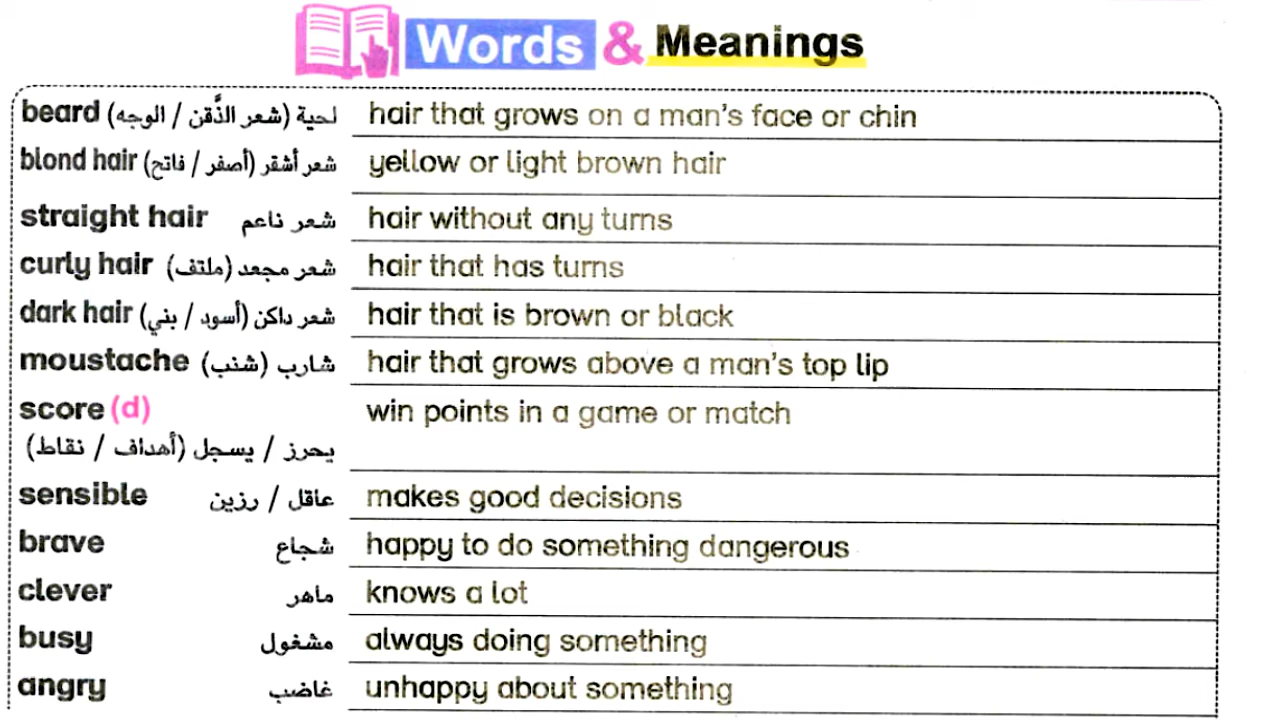 Words & Meanings
beard لحية (شعر الذَّقن / الوجه) hair that grows on a man's face or chin
blond hair شعر أشقر (أصفر / فاتح) yellow or light brown hair
straight hair شعر ناعم hair without any turns
curly hair شعر مجعد (ملتف) hair that has turns
dark hair شعر داكن (أسود / بني) hair that is brown or black
moustache شارب (شنب) hair that grows above a man's top lip
score (d) win points in a game or match
يحرز / يسجل (أهداف / نقاط)
sensible عاقل / رزين makes good decisions
brave شجاع happy to do something dangerous
clever ماهر knows a lot
busy مشغول always doing something
angry غاضب unhappy about something